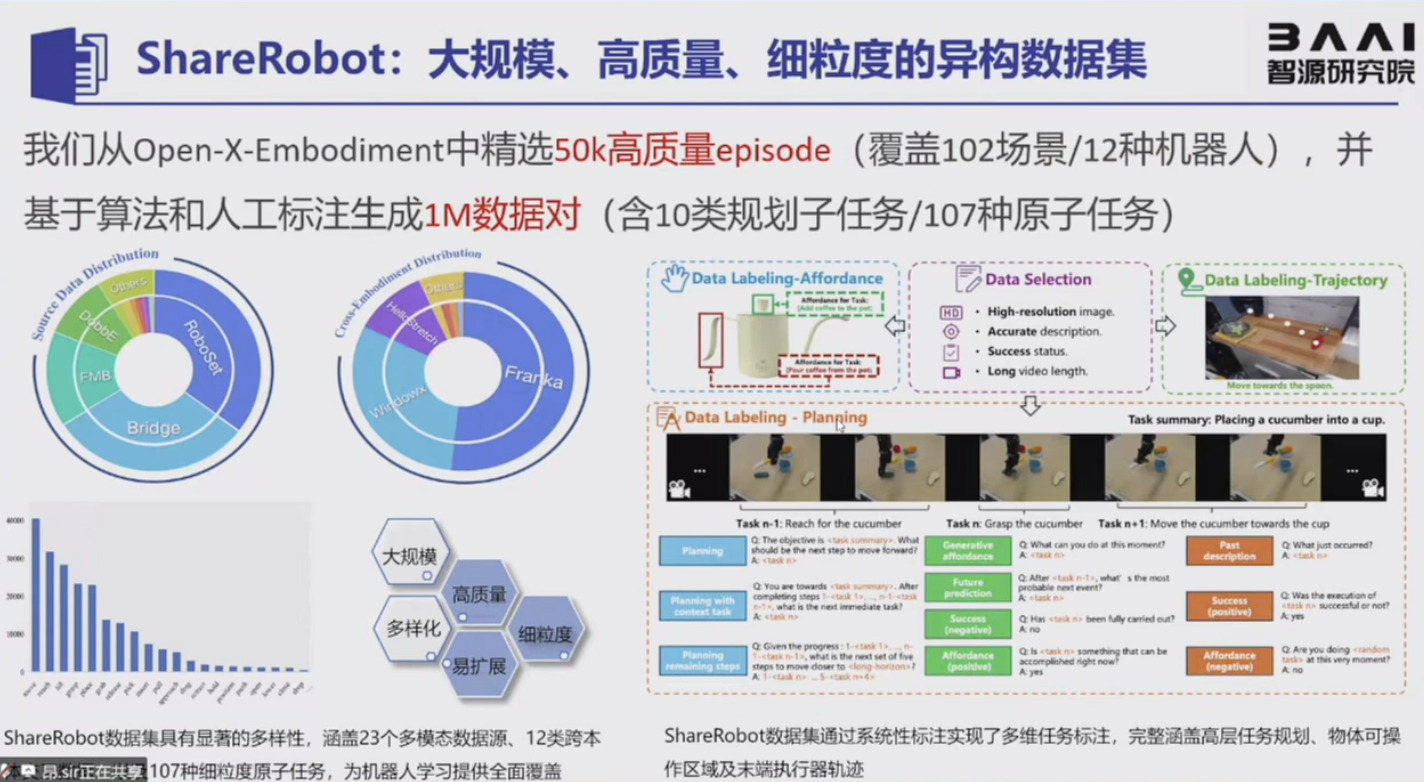 ShareRobot：大规模、高质量、细粒度的异构数据集
BAAI
智源研究院
我们从Open-X-Embodiment中精选50k高质量episode（覆盖102场景/12种机器人），并
基于算法和人工标注生成1M数据对（含10类规划子任务/107种原子任务）
Source Data Distribution
Others
DobbE
RoboSet
FMB
Bridge
Cross-Embodiment Distribution
Others
HelloStretch
Franka
Windowx
Data Labeling-Affordance
Affordance for Task:
(Add coffee to the pot)
Affordance for Task:
(Pour coffee from the pot)
Data Selection
HD
• High-resolution image.
• Accurate description.
• Success status.
• Long video length.
Data Labeling-Trajectory
Move towards the spoon.
Data Labeling - Planning
Task summary: Placing a cucumber into a cup.
...
...
Task n-1: Reach for the cucumber
Task n: Grasp the cucumber
Task n+1: Move the cucumber towards the cup
Planning
Q: The objective is <task summary>. What
should be the next step to move forward?
A: <task n>
Planning with
context task
Q: You are towards <task summary>. After
completing steps 1-<task 1>, ..., n-1-<task
n-1>, what is the next immediate task?
A: <task n>
Planning
remaining steps
Q: Given the progress : 1-<task 1>, ..., n-
1-<task n-1>, what is the next set of five
steps to move closer to <long-horizon>?
A: 1-<task n> ... 5-<task n+4>
Generative
affordance
Q: What can you do at this moment?
A: <task n>
Future
prediction
Q: After <task n-1>, what's the most
probable next event?
A: <task n>
Success
(negative)
Q: Has <task n> been fully carried out?
A: no
Affordance
(positive)
Q: Is <task n> something that can be
accomplished right now?
A: yes
Past
description
Q: What just occurred?
A: <task n>
Success
(positive)
Q: Was the execution of
<task n> successful or not?
A: yes
Affordance
(negative)
Q: Are you doing <random
task> at this very moment?
A: no
40000
30000
20000
10000
0
大规模
高质量
多样化
细粒度
易扩展
ShareRobot数据集具有显著的多样性，涵盖23个多模态数据源、12类跨本
107种细粒度原子任务，为机器人学习提供全面覆盖
昂.sir正在共享
ShareRobot数据集通过系统性标注实现了多维任务标注，完整涵盖高层任务规划、物体可操
作区域及末端执行器轨迹